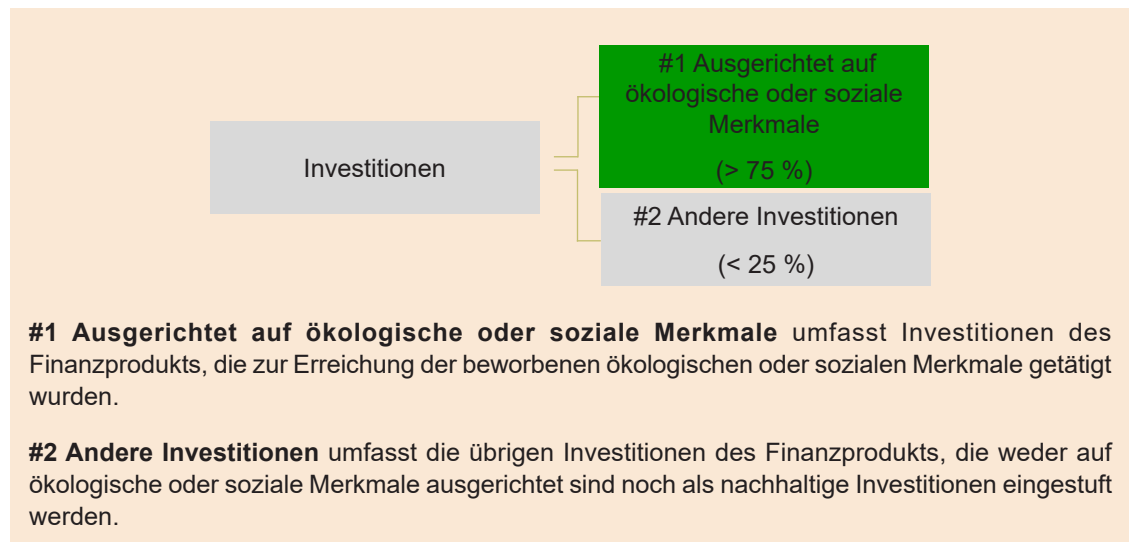 #1 Ausgerichtet auf
ökologische oder soziale
Merkmale
(> 75 %)
Investitionen
#2 Andere Investitionen
(< 25 %)
#1 Ausgerichtet auf ökologische oder soziale Merkmale umfasst Investitionen des
Finanzprodukts, die zur Erreichung der beworbenen ökologischen oder sozialen Merkmale getätigt
wurden.
#2 Andere Investitionen umfasst die übrigen Investitionen des Finanzprodukts, die weder auf
ökologische oder soziale Merkmale ausgerichtet sind noch als nachhaltige Investitionen eingestuft
werden.